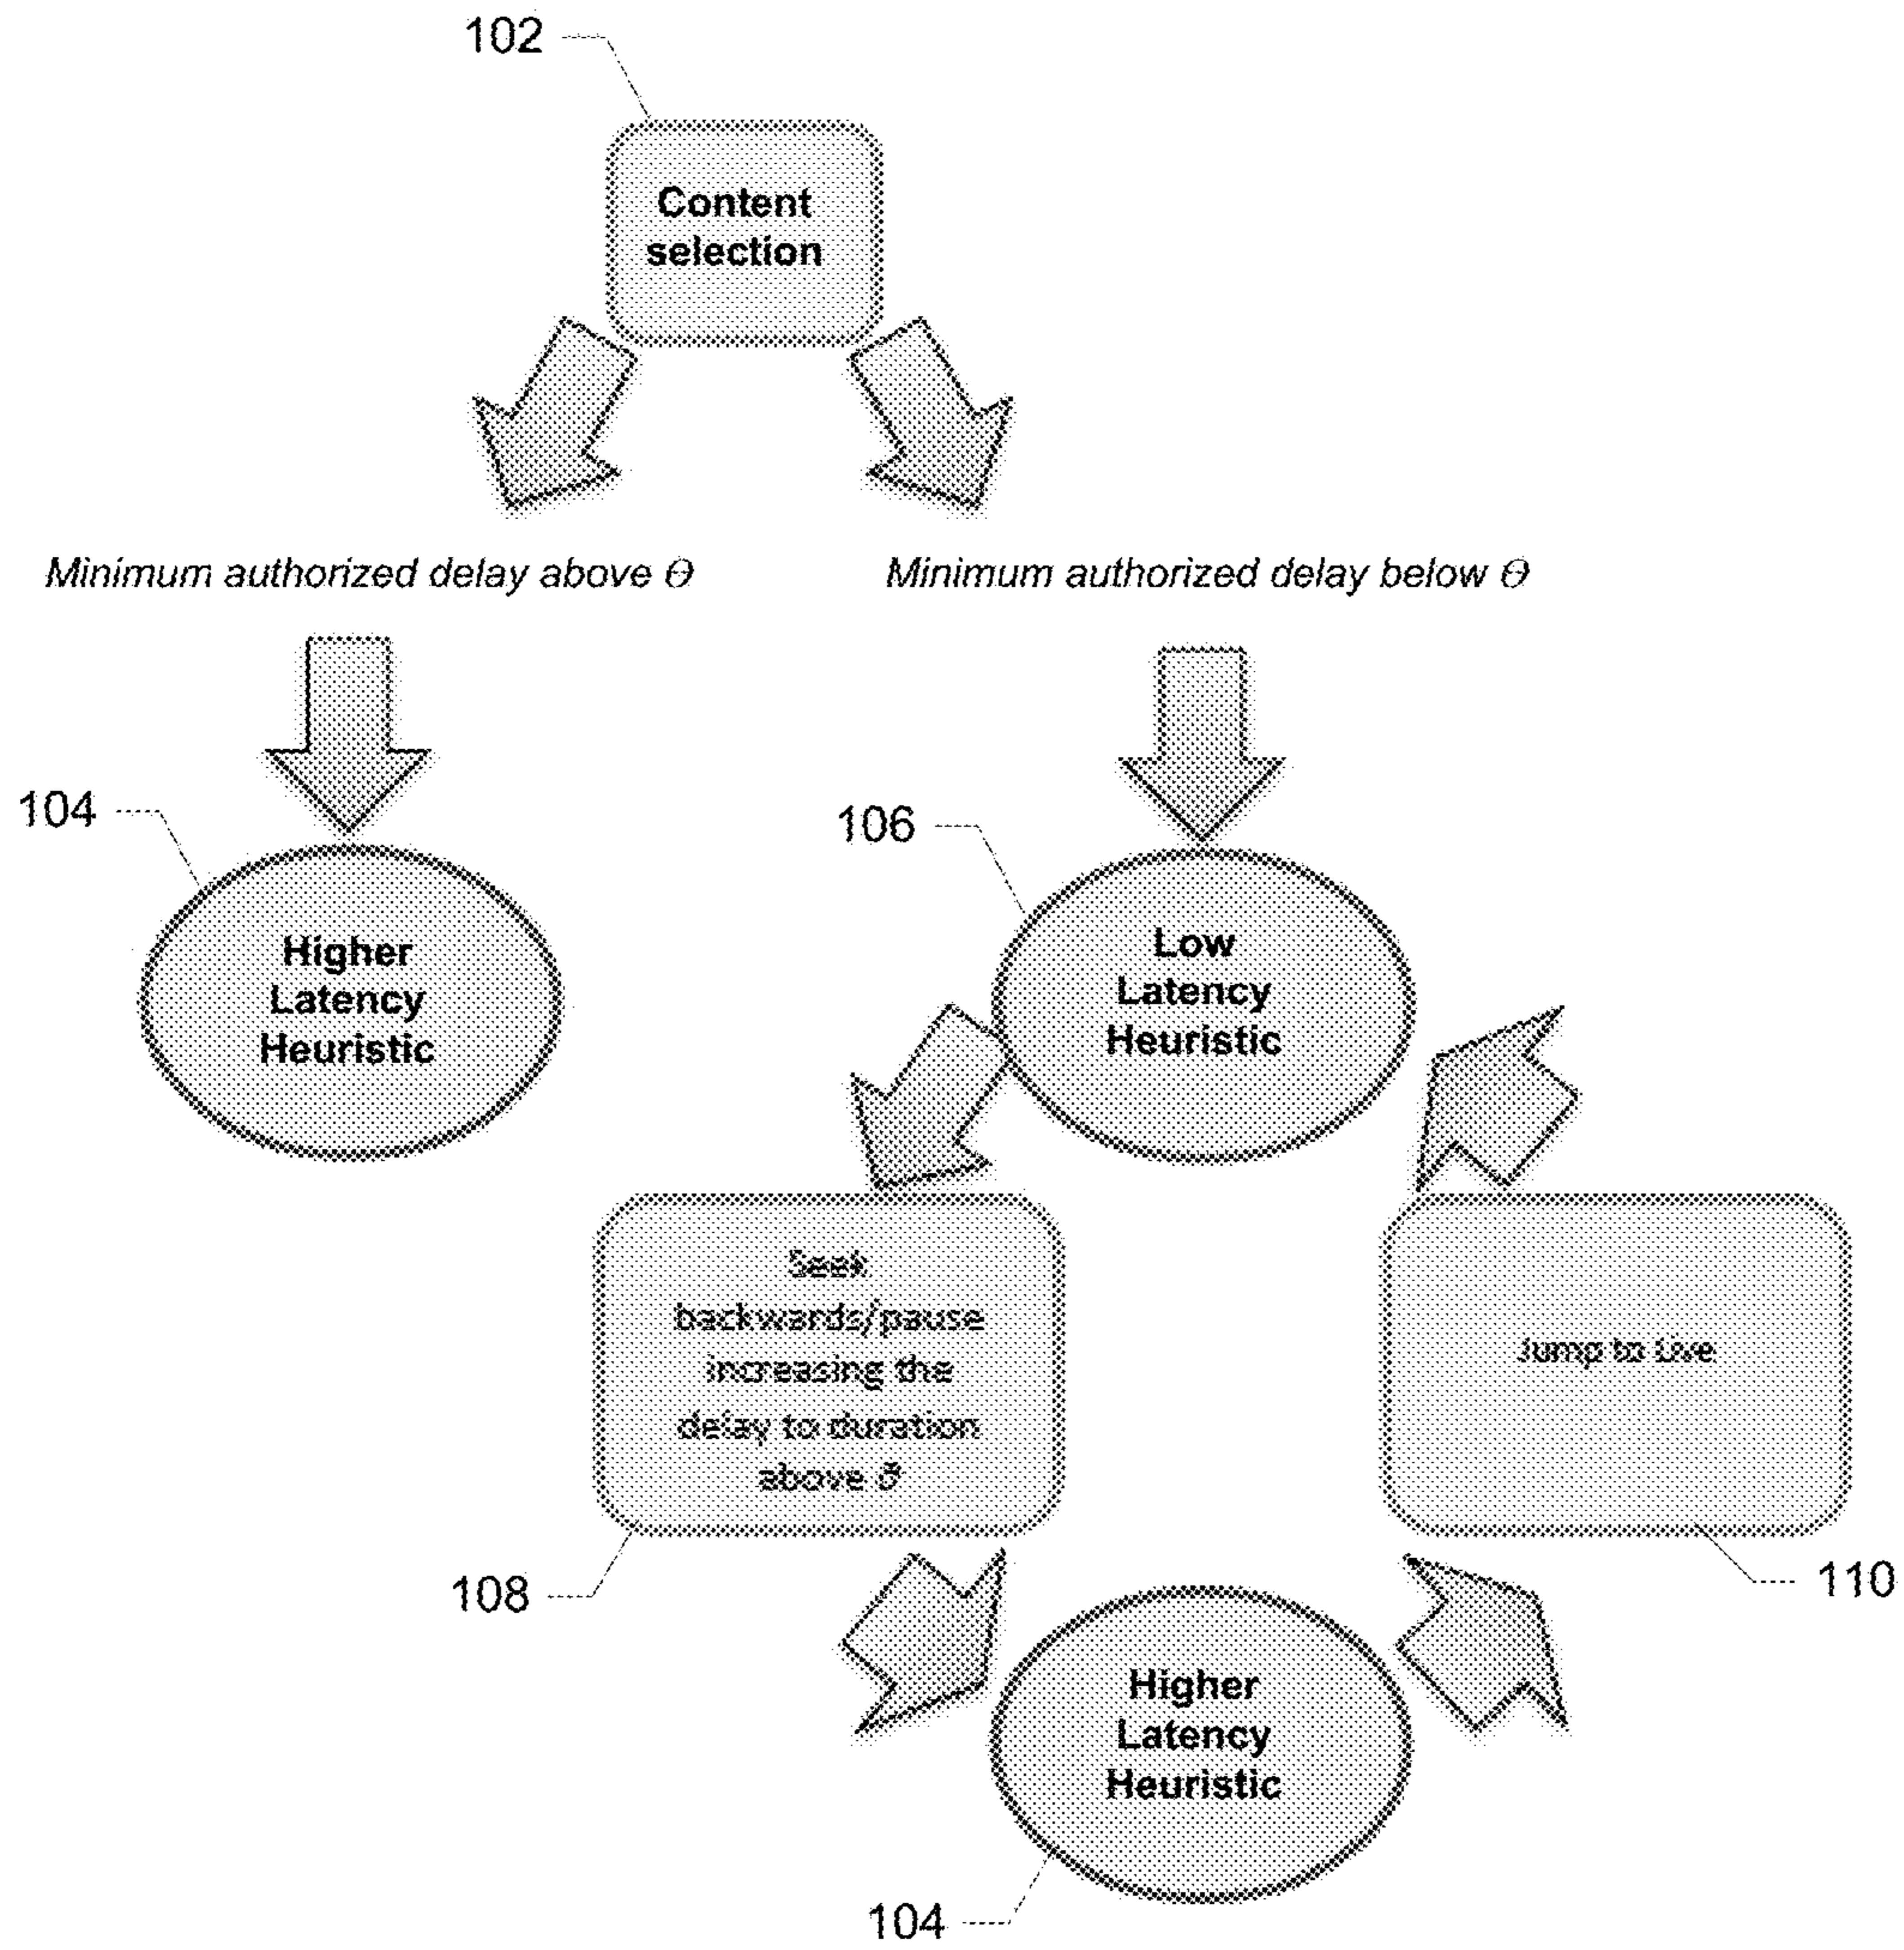 102
Content
selection
Minimum authorized delay above Θ
Minimum authorized delay below Θ
104
Higher
Latency
Heuristic
106
Low
Latency
Heuristic
Seek
backwards/pause
increasing the
delay to duration
above
108
Jump to Live
110
Higher
Latency
Heuristic
104